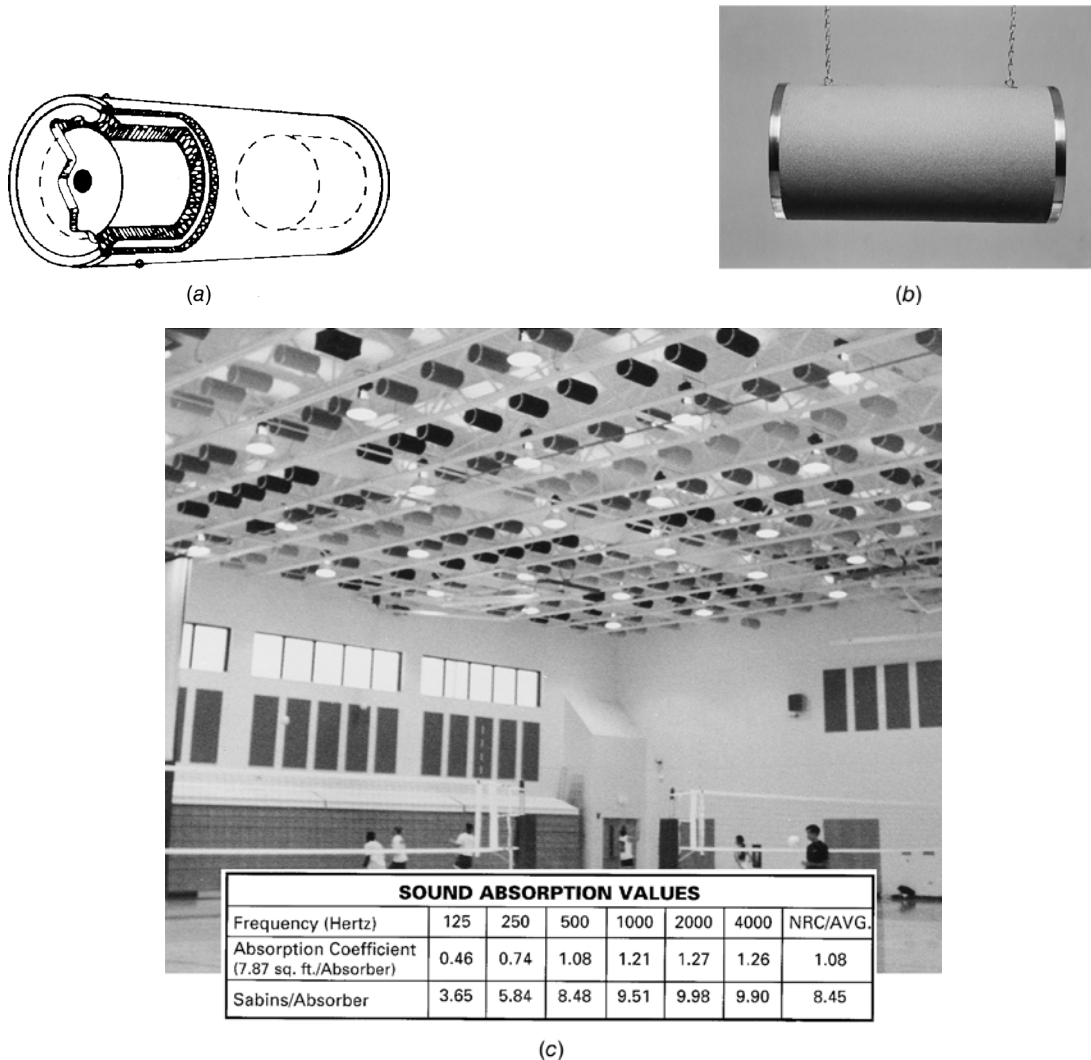 (a)
(b)
SOUND ABSORPTION VALUES
Frequency (Hertz) 125 250 500 1000 2000 4000 NRC/AVG.
Absorption Coefficient
(7.87 sq. ft./Absorber) 0.46 0.74 1.08 1.21 1.27 1.26 1.08
Sabins/Absorber 3.65 5.84 8.48 9.51 9.98 9.90 8.45
(c)